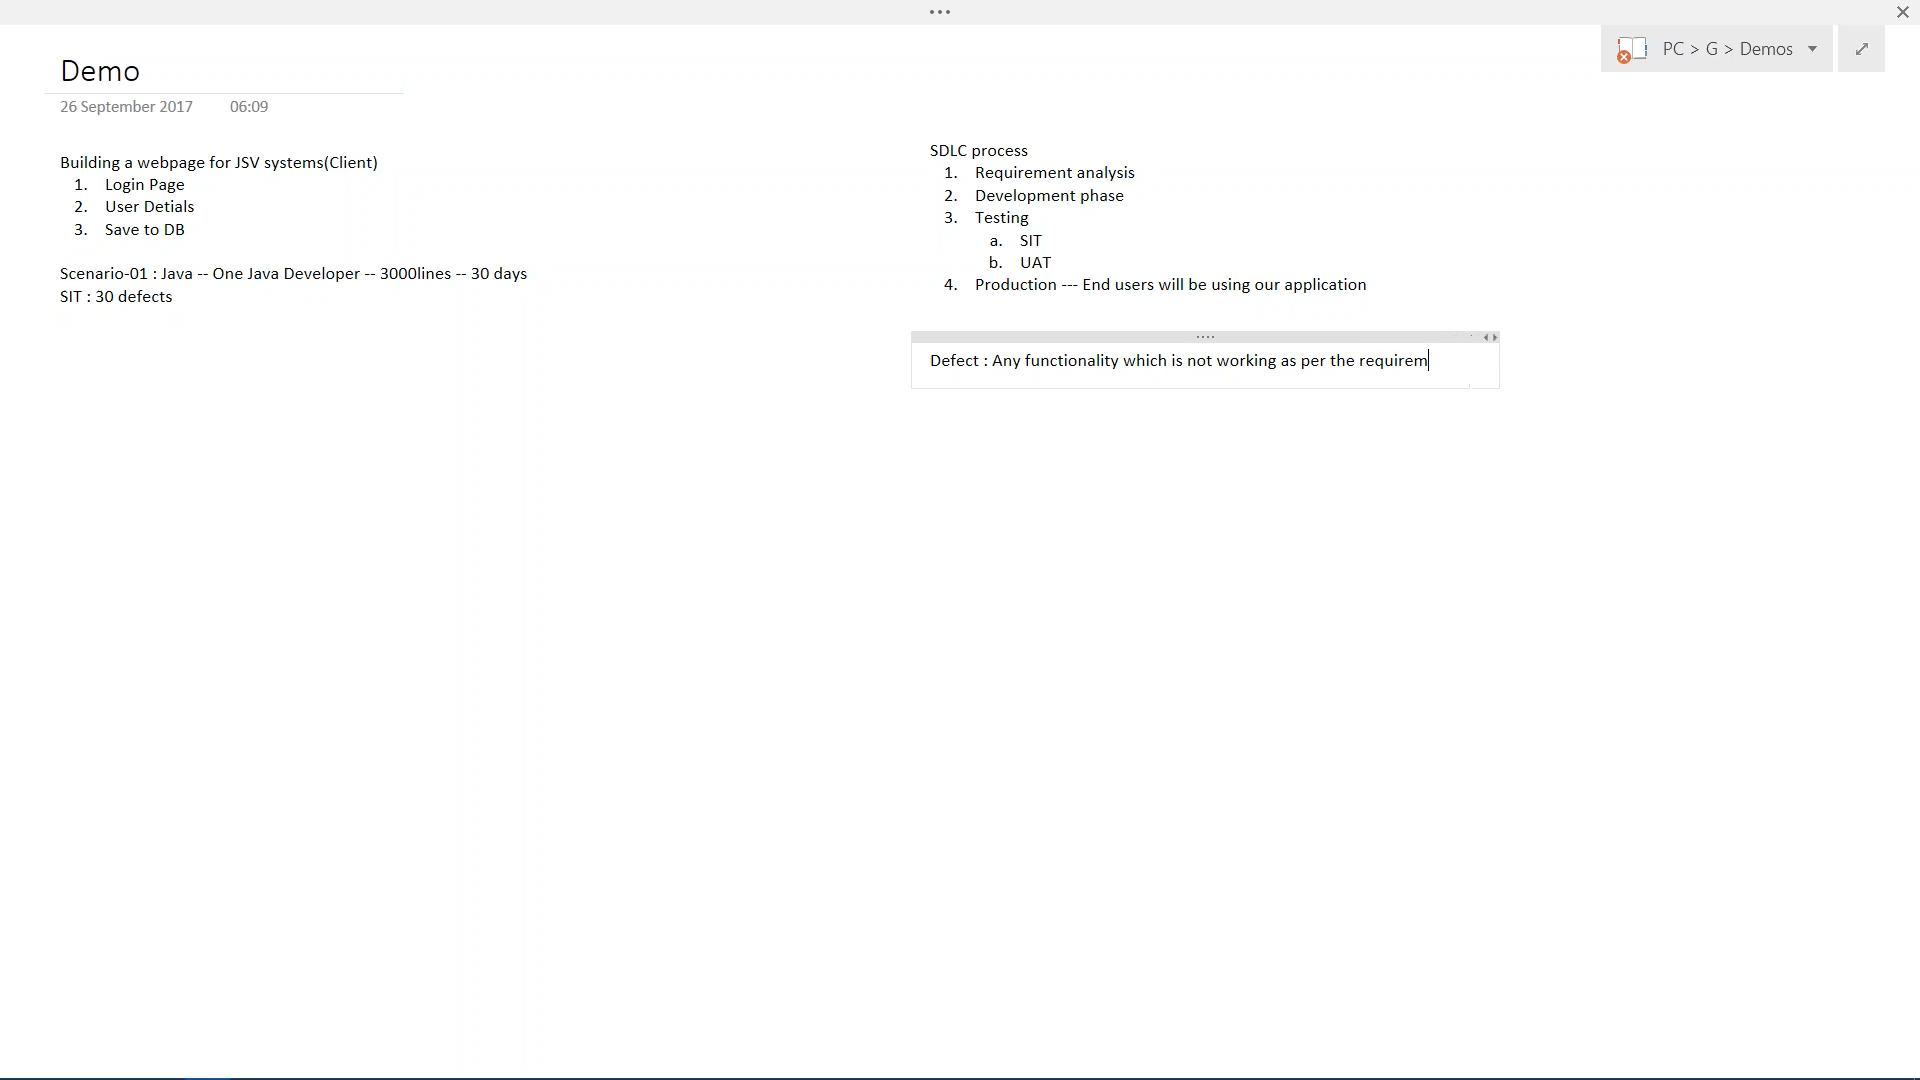 PC > G > Demos
Demo
26 September 2017 06:09
Building a webpage for JSV systems(Client)
1. Login Page
2. User Detials
3. Save to DB
Scenario-01 : Java -- One Java Developer -- 3000lines -- 30 days
SIT : 30 defects
SDLC process
1. Requirement analysis
2. Development phase
3. Testing
a. SIT
b. UAT
4. Production --- End users will be using our application
Defect : Any functionality which is not working as per the requirem